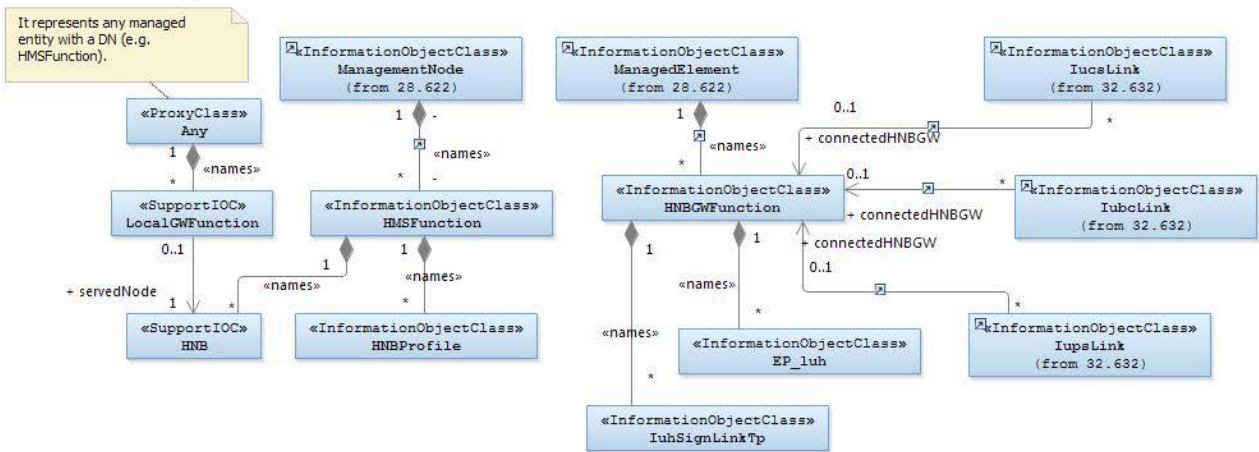 It represents any managed
entity with a DN (e.g.
HMSFunction).
«ProxyClass»
Any
1
«names»
*
«SupportIOC»
LocalGWFunction
0..1
+ servedNode
1
«SupportIOC»
HNB
«InformationObjectClass»
ManagementNode
(from 28.622)
1
-
«names»
*
-
«InformationObjectClass»
HMSFunction
1
«names»
*
1
«names»
*
«InformationObjectClass»
HNBProfile
«InformationObjectClass»
ManagedElement
(from 28.622)
1
«names»
*
«InformationObjectClass»
HNBGWFunction
1
«names»
*
«InformationObjectClass»
IuhSignLinkTp
1
«names»
*
«InformationObjectClass»
EP_luh
«InformationObjectClass»
IucsLink
(from 32.632)
0..1
*
+ connectedHNBGW
0..1
*
+ connectedHNBGW
«InformationObjectClass»
IubcLink
(from 32.632)
+ connectedHNBGW
0..1
*
«InformationObjectClass»
IupsLink
(from 32.632)